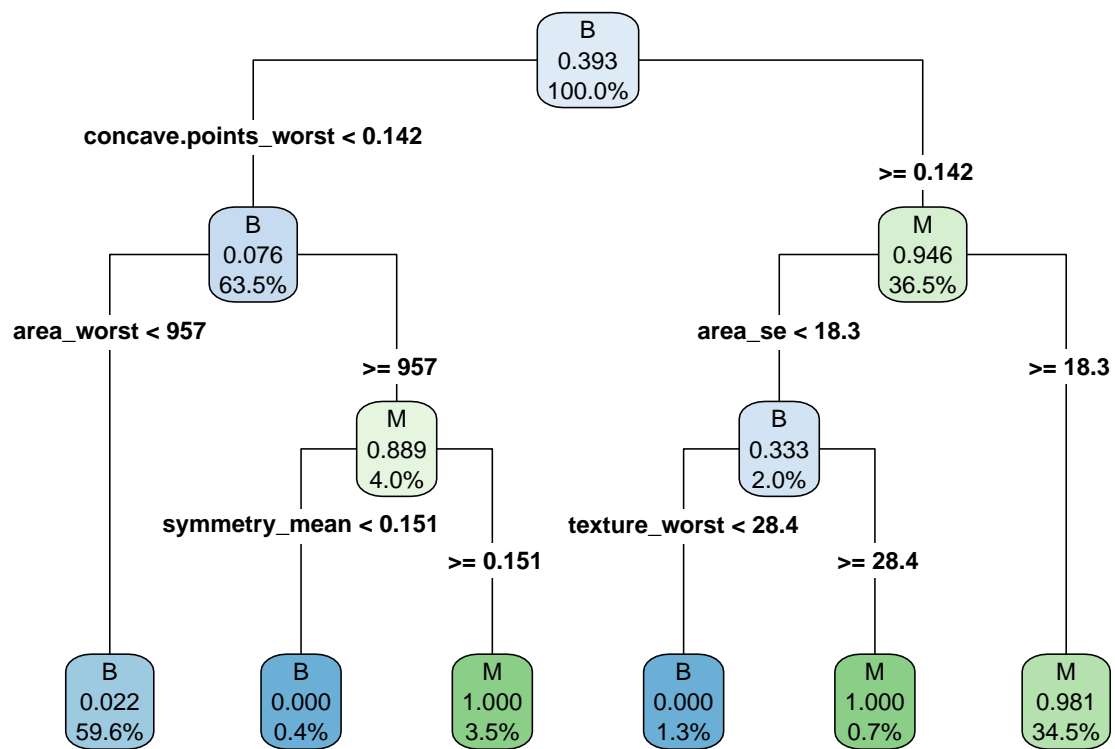 B
0.393
100.0%
concave.points_worst < 0.142
>= 0.142
B
0.076
63.5%
M
0.946
36.5%
area_worst < 957
>= 957
area_se < 18.3
>= 18.3
M
0.889
4.0%
B
0.333
2.0%
symmetry_mean < 0.151
>= 0.151
texture_worst < 28.4
>= 28.4
B
0.022
59.6%
B
0.000
0.4%
M
1.000
3.5%
B
0.000
1.3%
M
1.000
0.7%
M
0.981
34.5%